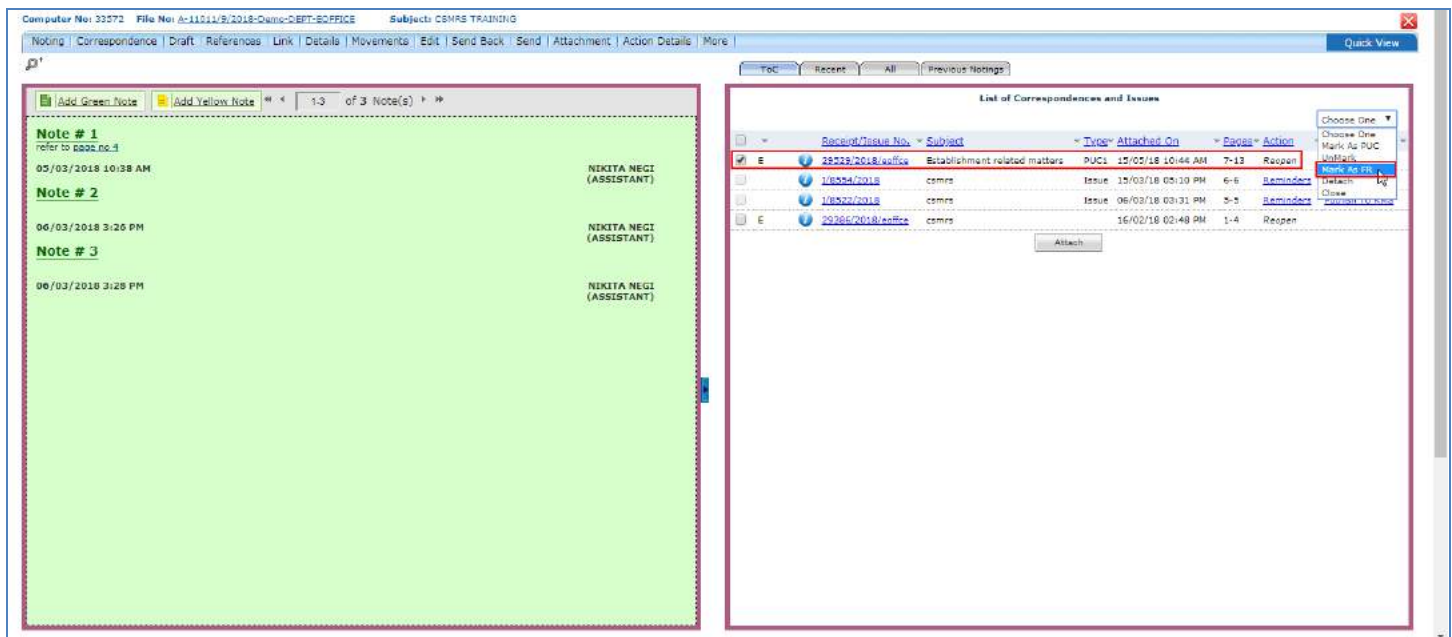 Computer No: 33572 File No: A-11011/9/2018-Demo-DEPT-EOFFICE Subject: CSMRS TRAINING
Noting | Correspondence | Draft | References | Link | Details | Movements | Edit | Send Back | Send | Attachment | Action Details | More |
Quick View
ToC Recent All Previous Notings
Add Green Note Add Yellow Note 1-3 of 3 Note(s)
Note # 1
refer to page no 4
05/03/2018 10:38 AM NIKITA NEGI
(ASSISTANT)
Note # 2
06/03/2018 3:26 PM NIKITA NEGI
(ASSISTANT)
Note # 3
06/03/2018 3:28 PM NIKITA NEGI
(ASSISTANT)
List of Correspondences and Issues
Choose One
Choose One
Mark As PUC
UnMark
Mark As FR
Detach
Close
Receipt/Issue No. Subject Type Attached On Pages Action
E 29539/2018/eoffice Establishment related matters PUC1 15/05/18 10:44 AM 7-13 Reopen
I/8554/2018 csmrs Issue 15/03/18 05:10 PM 6-6 Reminders
I/8522/2018 csmrs Issue 06/03/18 03:31 PM 5-5 Reminders
E 29386/2018/eoffice csmrs 16/02/18 02:48 PM 1-4 Reopen
Attach